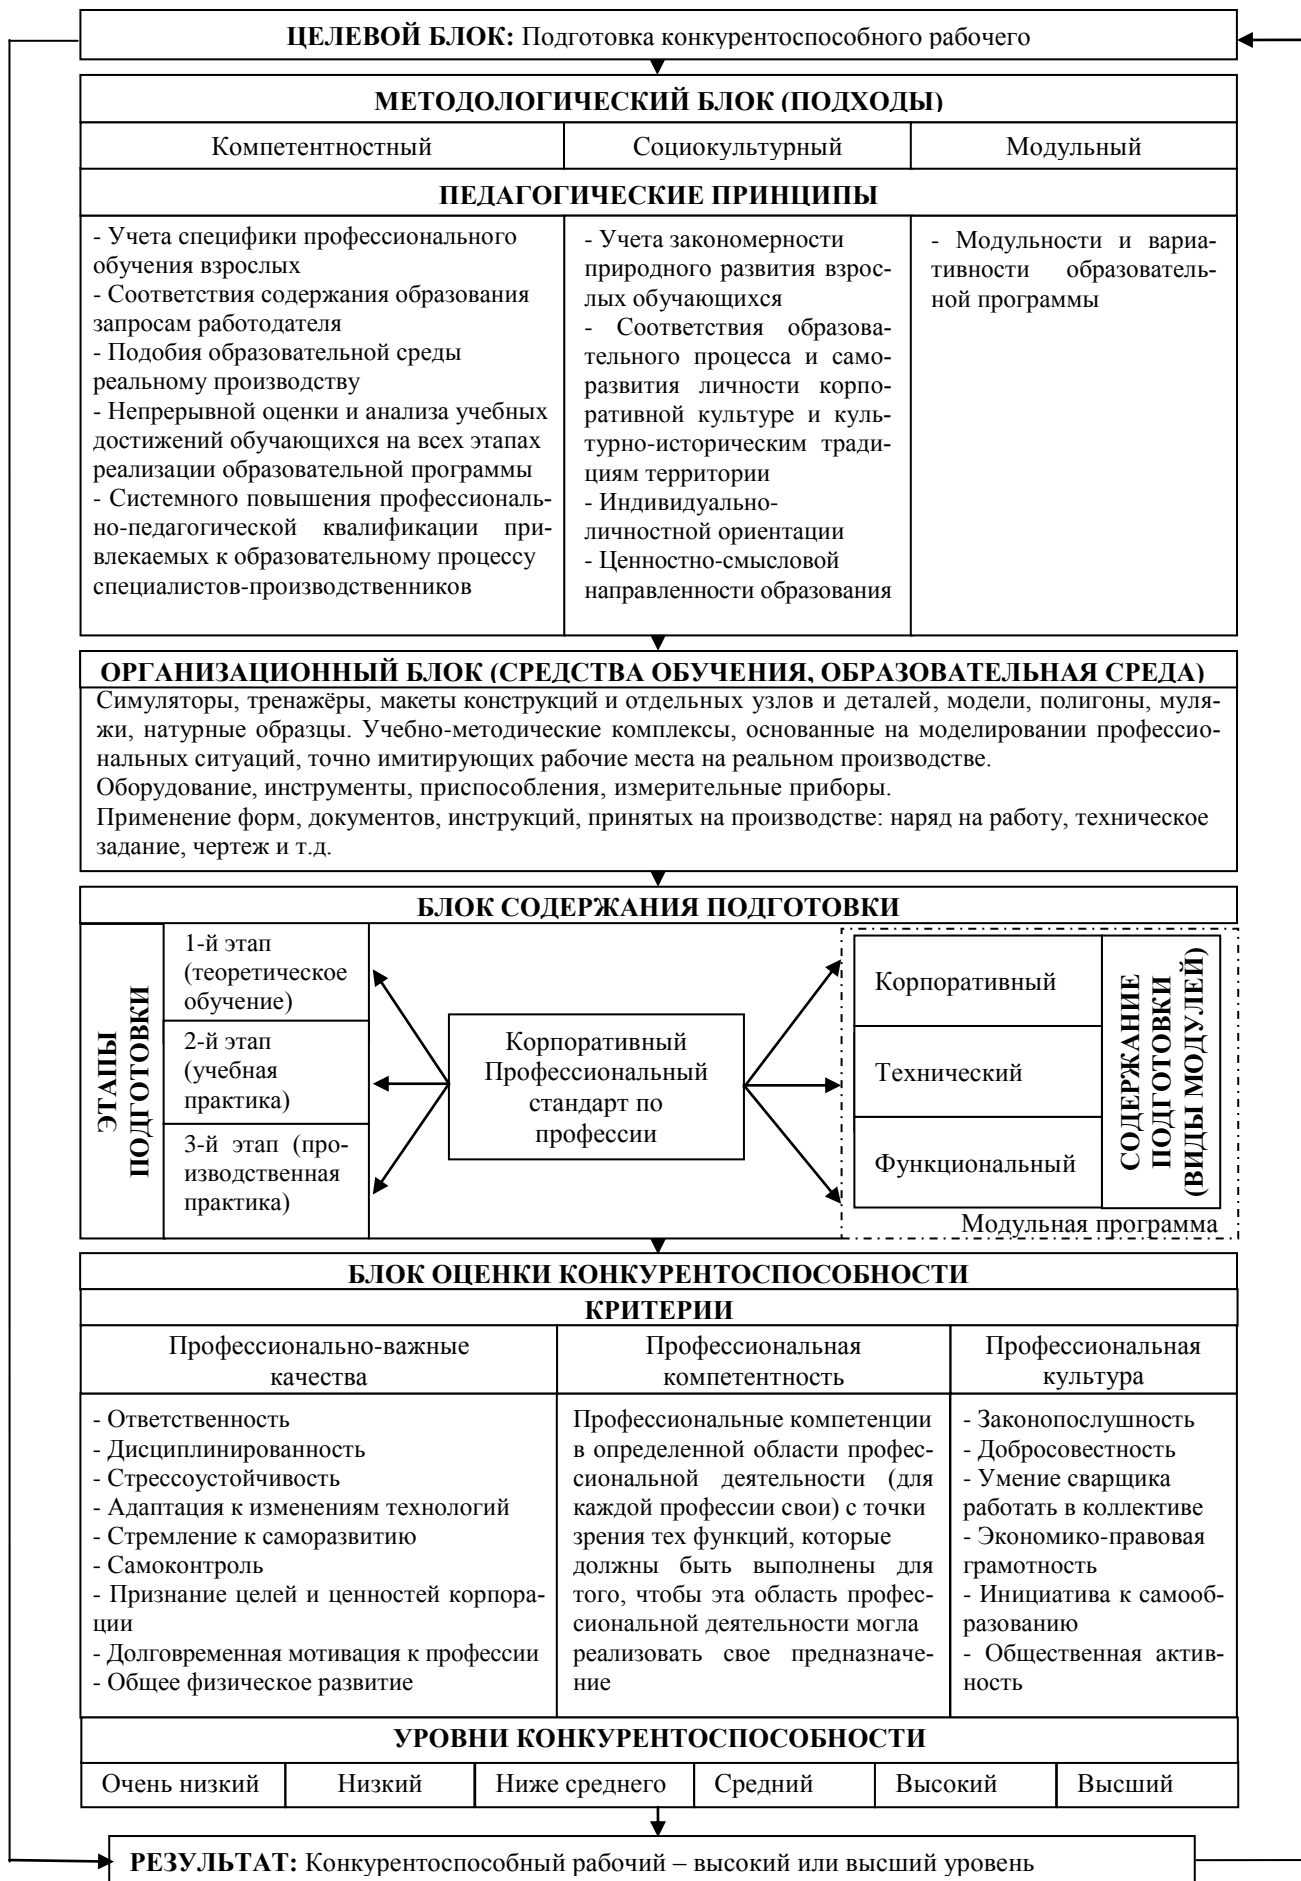 ЦЕЛЕВОЙ БЛОК: Подготовка конкурентоспособного рабочего
МЕТОДОЛОГИЧЕСКИЙ БЛОК (ПОДХОДЫ)
Компетентностный
Социокультурный
Модульный
ПЕДАГОГИЧЕСКИЕ ПРИНЦИПЫ
- Учета специфики профессионального
обучения взрослых
- Соответствия содержания образования
запросам работодателя
- Подобия образовательной среды
реальному производству
- Непрерывной оценки и анализа учебных
достижений обучающихся на всех этапах
реализации образовательной программы
- Системного повышения профессиональ-
но-педагогической квалификации при-
влекаемых к образовательному процессу
специалистов-производственников
- Учета закономерности
природного развития взрос-
лых обучающихся
- Соответствия образова-
тельного процесса и само-
развития личности корпо-
ративной культуре и куль-
турно-историческим тради-
циям территории
- Индивидуально-
личностной ориентации
- Ценностно-смысловой
направленности образования
- Модульности и вариа-
тивности образователь-
ной программы
ОРГАНИЗАЦИОННЫЙ БЛОК (СРЕДСТВА ОБУЧЕНИЯ, ОБРАЗОВАТЕЛЬНАЯ СРЕДА)
Симуляторы, тренажёры, макеты конструкций и отдельных узлов и деталей, модели, полигоны, муля-
жи, натурные образцы. Учебно-методические комплексы, основанные на моделировании профессио-
нальных ситуаций, точно имитирующих рабочие места на реальном производстве.
Оборудование, инструменты, приспособления, измерительные приборы.
Применение форм, документов, инструкций, принятых на производстве: наряд на работу, техническое
задание, чертеж и т.д.
БЛОК СОДЕРЖАНИЯ ПОДГОТОВКИ
ЭТАПЫ
ПОДГОТОВКИ
1-й этап
(теоретическое
обучение)
2-й этап
(учебная
практика)
3-й этап (про-
изводственная
практика)
Корпоративный
Профессиональный
стандарт по
профессии
Корпоративный
Технический
Функциональный
СОДЕРЖАНИЕ
ПОДГОТОВКИ
(ВИДЫ МОДУЛЕЙ)
Модульная программа
БЛОК ОЦЕНКИ КОНКУРЕНТОСПОСОБНОСТИ
КРИТЕРИИ
Профессионально-важные
качества
Профессиональная
компетентность
Профессиональная
культура
- Ответственность
- Дисциплинированность
- Стрессоустойчивость
- Адаптация к изменениям технологий
- Стремление к саморазвитию
- Самоконтроль
- Признание целей и ценностей корпора-
ции
- Долговременная мотивация к профессии
- Общее физическое развитие
Профессиональные компетенции
в определенной области профес-
сиональной деятельности (для
каждой профессии свои) с точки
зрения тех функций, которые
должны быть выполнены для
того, чтобы эта область профес-
сиональной деятельности могла
реализовать свое предназначе-
ние
- Законопослушность
- Добросовестность
- Умение сварщика
работать в коллективе
- Экономико-правовая
грамотность
- Инициатива к самооб-
разованию
- Общественная актив-
ность
УРОВНИ КОНКУРЕНТОСПОСОБНОСТИ
Очень низкий
Низкий
Ниже среднего
Средний
Высокий
Высший
РЕЗУЛЬТАТ: Конкурентоспособный рабочий – высокий или высший уровень